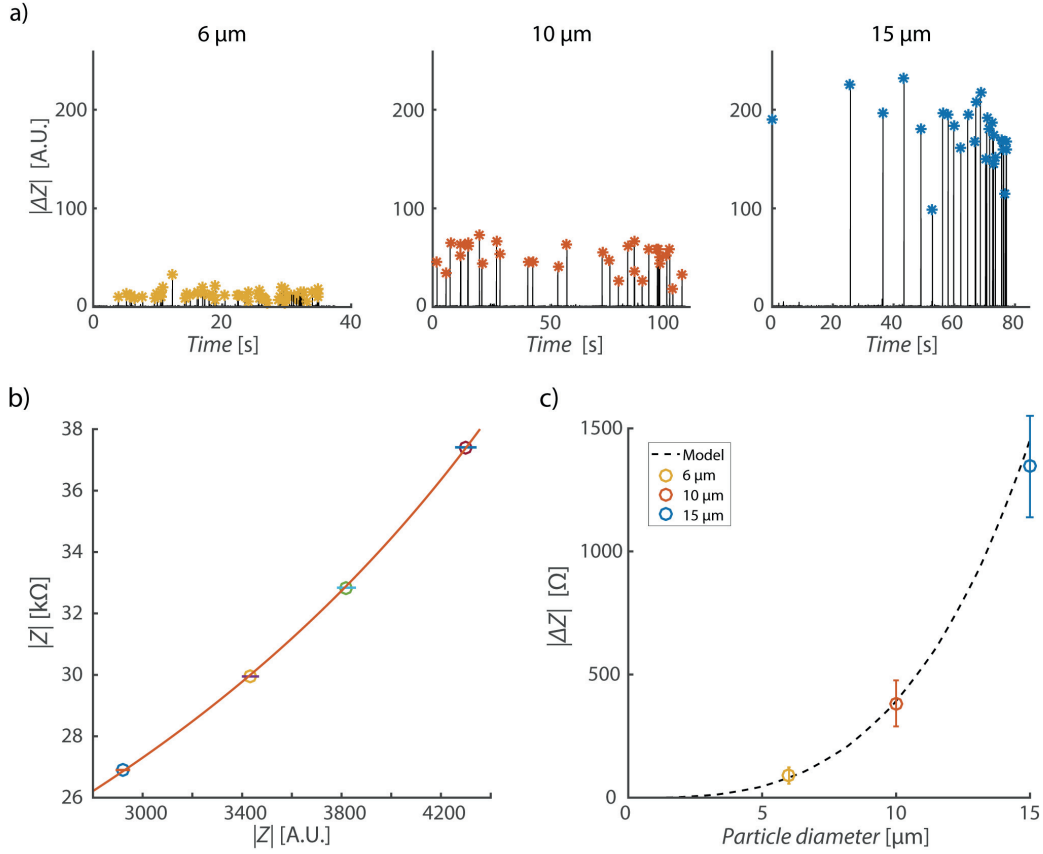 a)
6 µm
10 µm
15 µm
|ΔZ| [A.U.]
200
100
0
0
20
40
Time [s]
200
100
0
0
50
100
Time [s]
200
100
0
0
20
40
60
80
Time [s]
b)
|Z| [kΩ]
38
36
34
32
30
28
26
3000
3400
3800
4200
|Z| [A.U.]
c)
|ΔZ| [Ω]
1500
1000
500
0
Model
6 µm
10 µm
15 µm
0
5
10
15
Particle diameter [µm]